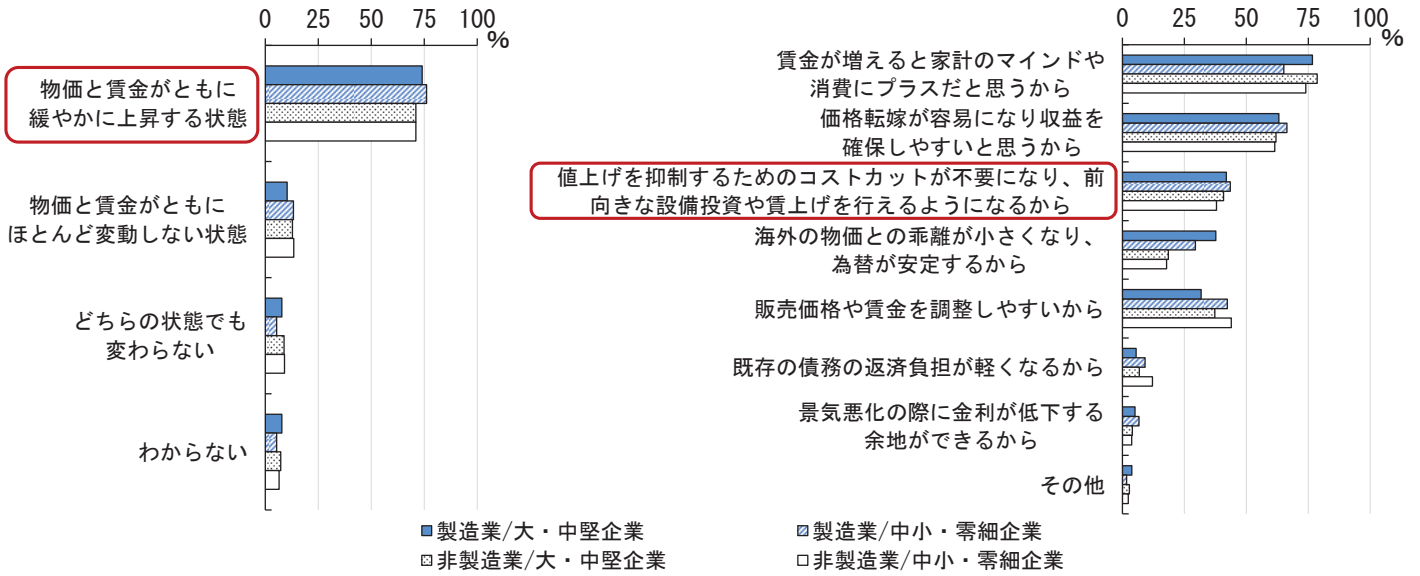 0 25 50 75 100
%
物価と賃金がともに
緩やかに上昇する状態
物価と賃金がともに
ほとんど変動しない状態
どちらの状態でも
変わらない
わからない
0 25 50 75 100
%
賃金が増えると家計のマインドや
消費にプラスだと思うから
価格転嫁が容易になり収益を
確保しやすいと思うから
値上げを抑制するためのコストカットが不要になり、前
向きな設備投資や賃上げを行えるようになるから
海外の物価との乖離が小さくなり、
為替が安定するから
販売価格や賃金を調整しやすいから
既存の債務の返済負担が軽くなるから
景気悪化の際に金利が低下する
余地ができるから
その他
製造業/大・中堅企業
製造業/中小・零細企業
非製造業/大・中堅企業
非製造業/中小・零細企業